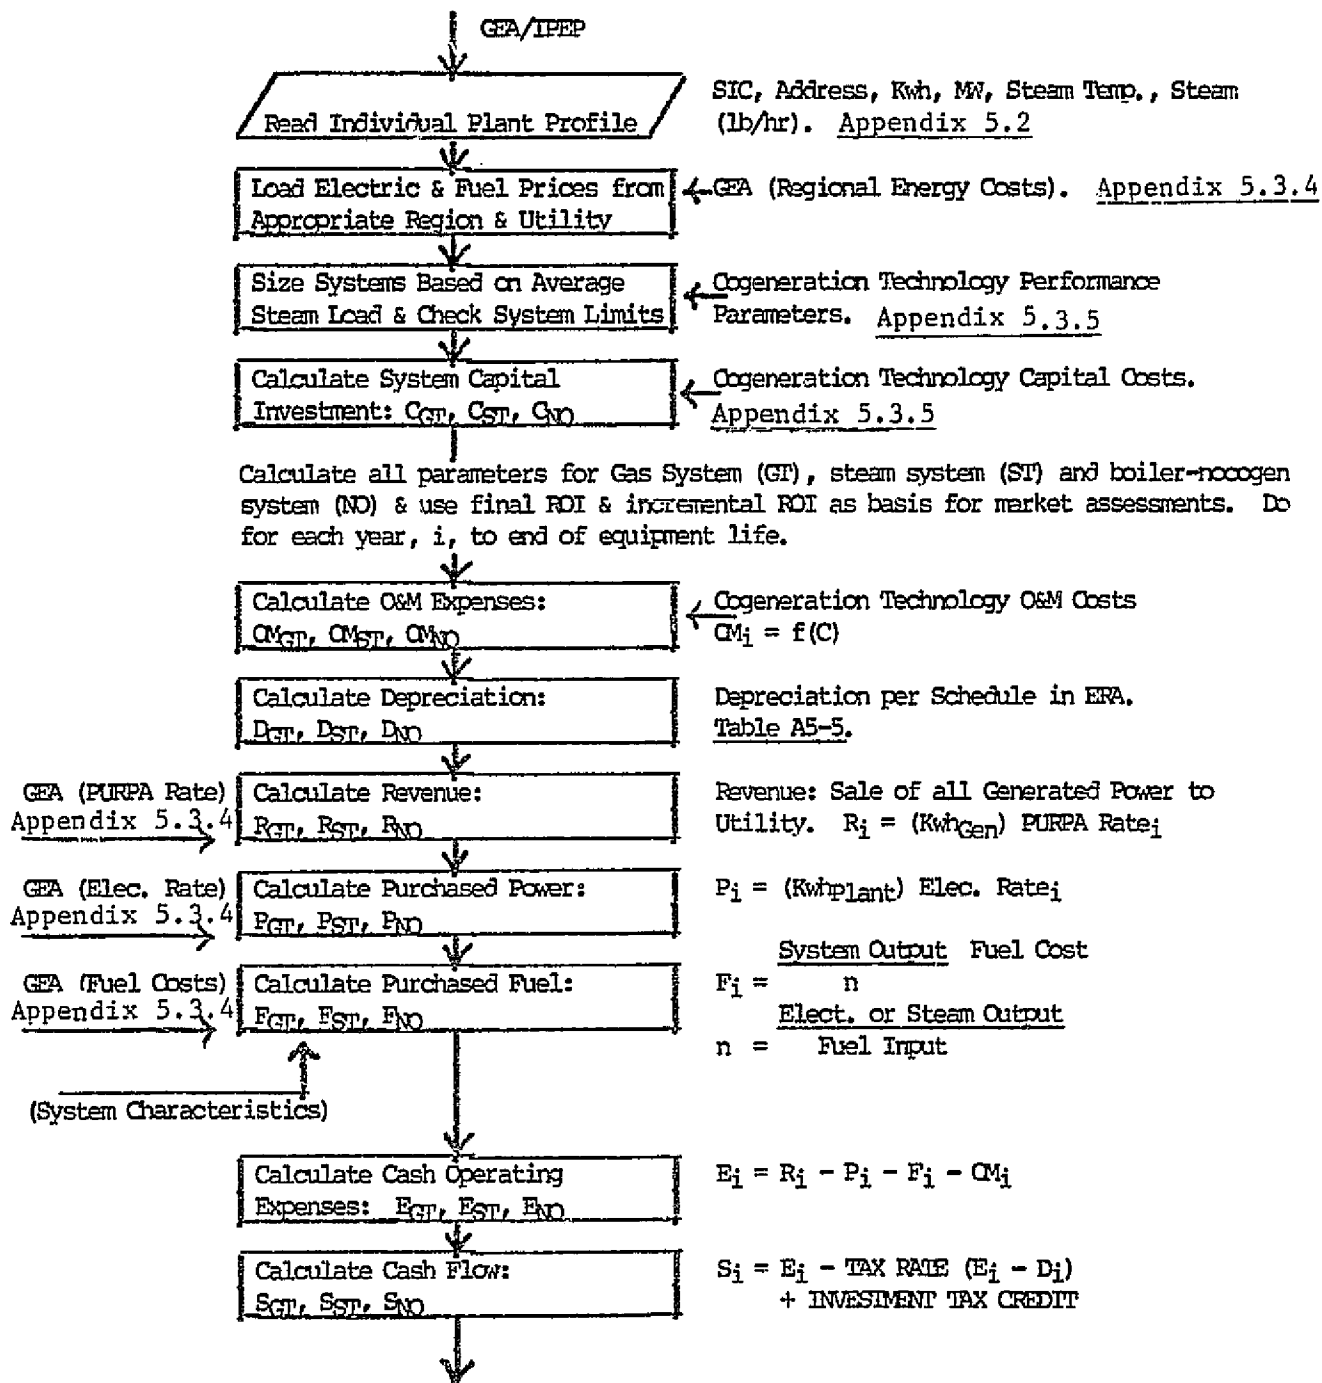 GEA/IPEP
Read Individual Plant Profile
SIC, Address, Kwh, MW, Steam Temp., Steam
(lb/hr). Appendix 5.2
Load Electric & Fuel Prices from
Appropriate Region & Utility
GEA (Regional Energy Costs). Appendix 5.3.4
Size Systems Based on Average
Steam Load & Check System Limits
Cogeneration Technology Performance
Parameters. Appendix 5.3.5
Calculate System Capital
Investment: CGT, CST, CNO
Cogeneration Technology Capital Costs.
Appendix 5.3.5
Calculate all parameters for Gas System (GT), steam system (ST) and boiler-nocogen
system (NO) & use final ROI & incremental ROI as basis for market assessments. Do
for each year, i, to end of equipment life.
Calculate O&M Expenses:
OMGT, OMST, OMNO
Cogeneration Technology O&M Costs
OMi = f(C)
Calculate Depreciation:
DGT, DST, DNO
Depreciation per Schedule in ERA.
Table A5-5.
GEA (PURPA Rate)
Appendix 5.3.4
Calculate Revenue:
RGT, RST, RNO
Revenue: Sale of all Generated Power to
Utility. Ri = (KwhGen) PURPA Ratei
GEA (Elec. Rate)
Appendix 5.3.4
Calculate Purchased Power:
PGT, PST, PNO
Pi = (KwhPlant) Elec. Ratei
GEA (Fuel Costs)
Appendix 5.3.4
Calculate Purchased Fuel:
FGT, FST, FNO
System Output Fuel Cost
Fi = n
Elect. or Steam Output
n = Fuel Input
(System Characteristics)
Calculate Cash Operating
Expenses: EGT, EST, ENO
Ei = Ri - Pi - Fi - OMi
Calculate Cash Flow:
SGT, SST, SNO
Si = Ei - TAX RATE (Ei - Di)
+ INVESTMENT TAX CREDIT